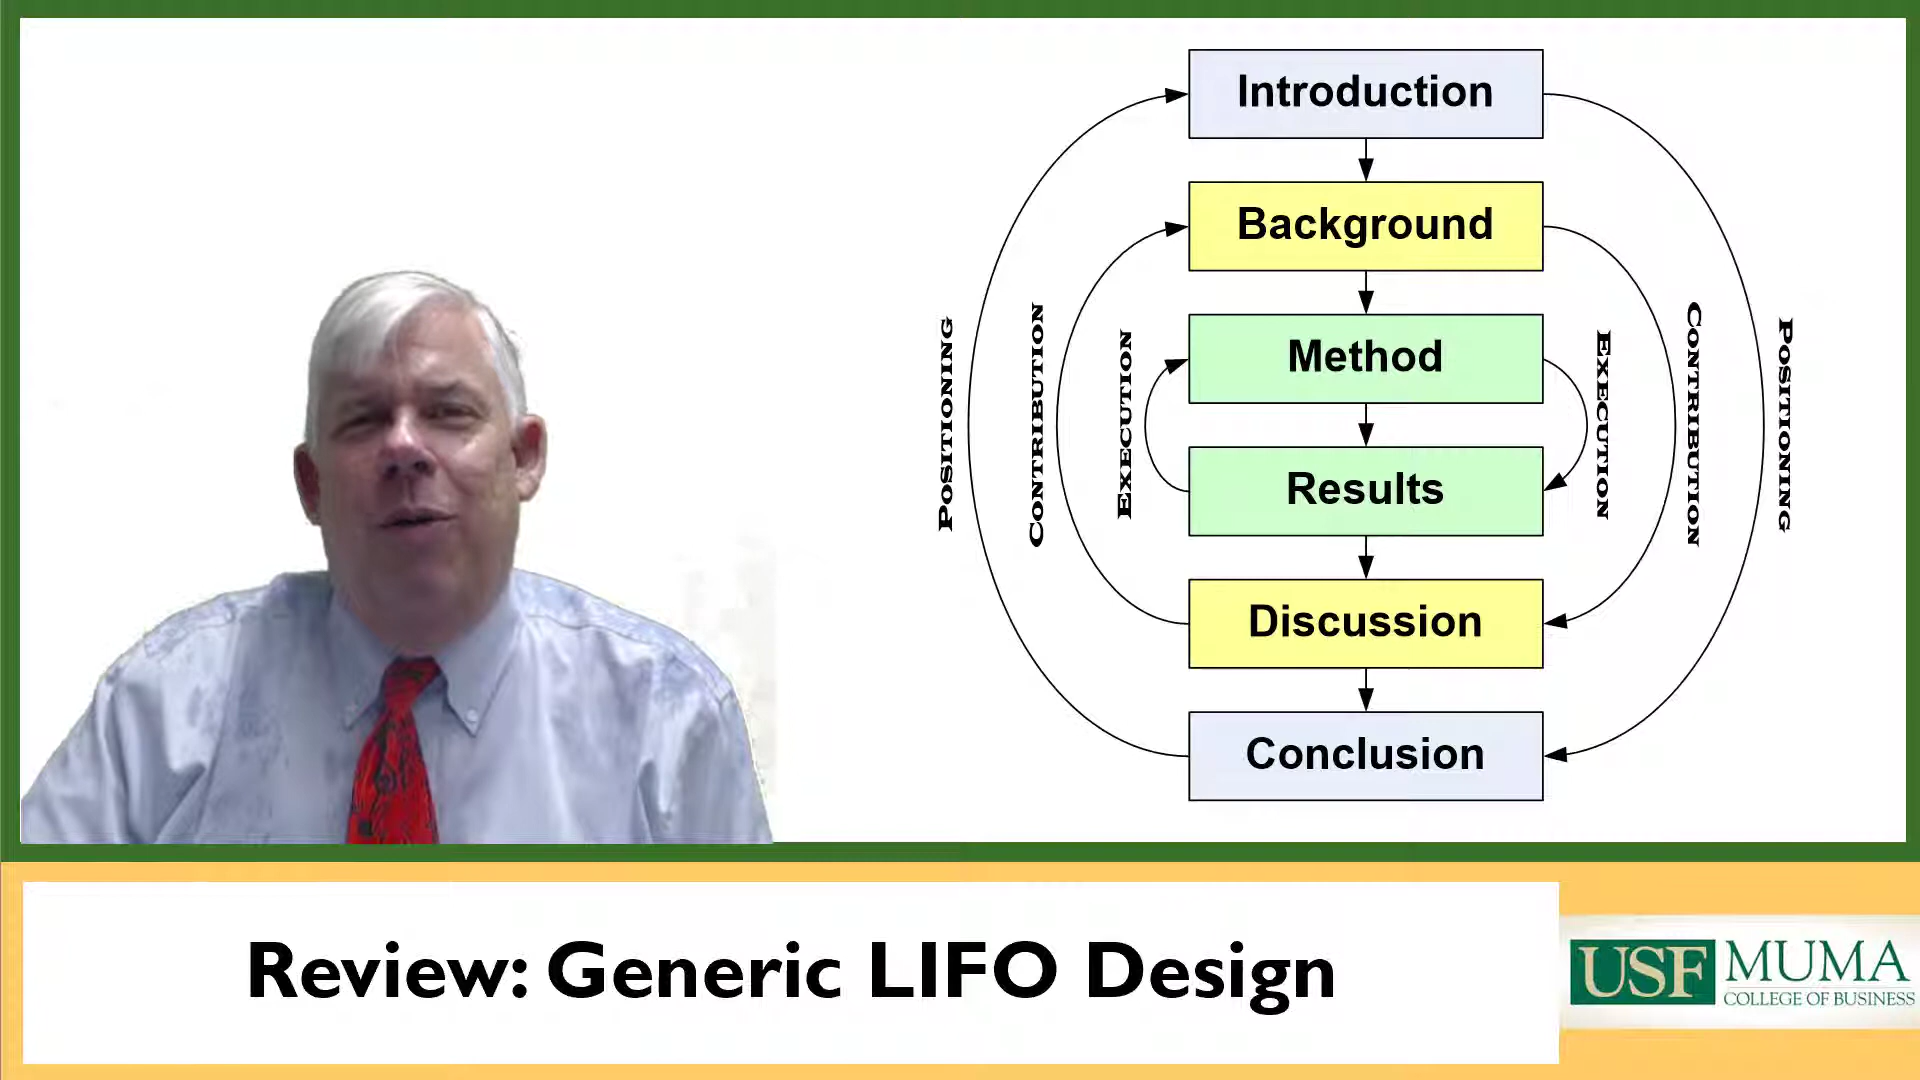 Introduction
Background
Method
Results
Discussion
Conclusion
POSITIONING
CONTRIBUTION
EXECUTION
EXECUTION
CONTRIBUTION
POSITIONING
Review: Generic LIFO Design
USF MUMA
COLLEGE OF BUSINESS